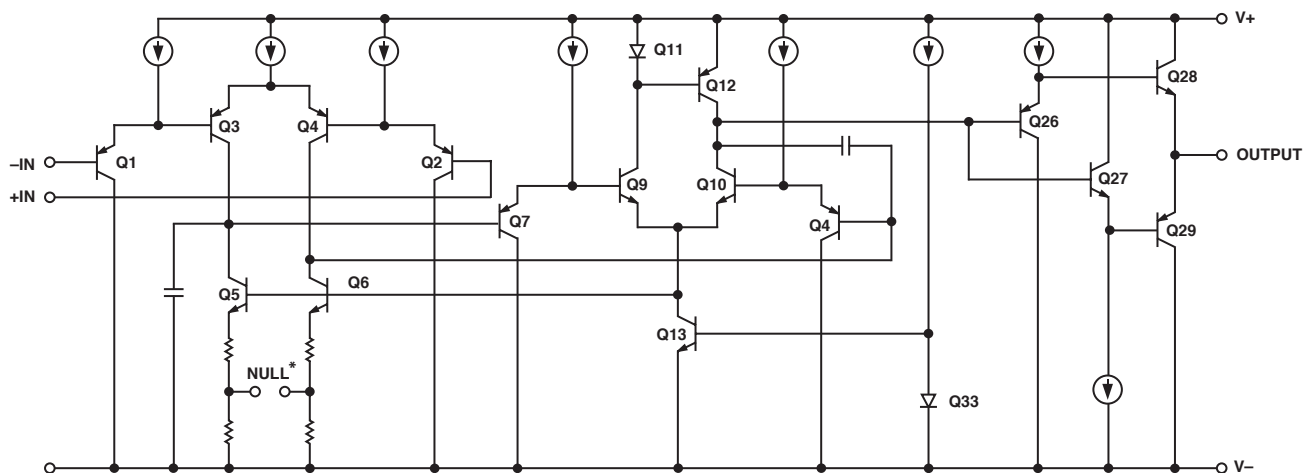 V+
Q11
Q12
Q28
Q3
Q4
Q26
–IN
Q1
Q2
OUTPUT
Q9
Q10
Q27
+IN
Q7
Q4
Q29
Q5
Q6
Q13
NULL*
Q33
V–